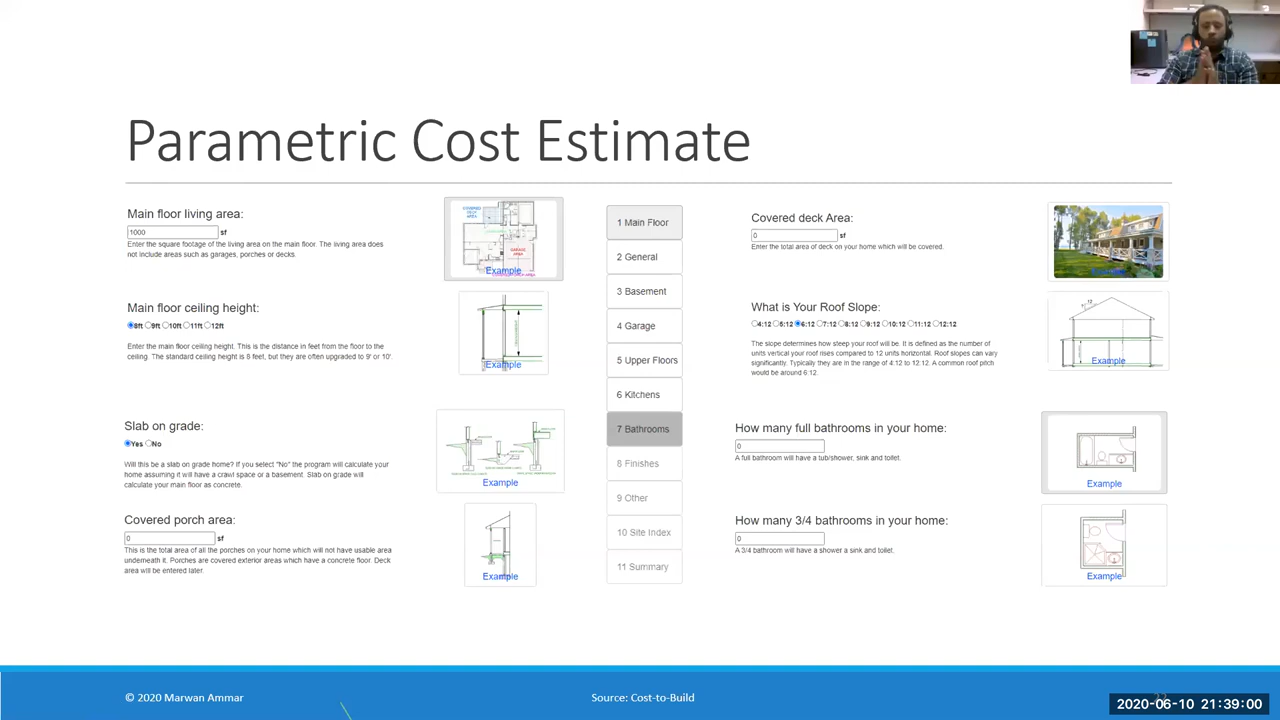 Parametric Cost Estimate
Main floor living area:
1000 sf
Enter the square footage of the living area on the main floor. The living area does
not include areas such as garages, porches or decks.
COVERED
DECK
AREA
GARAGE
AREA
Example
Main floor ceiling height:
8ft 9ft 10ft 11ft 12ft
Enter the main floor ceiling height. This is the distance in feet from the floor to the
ceiling. The standard ceiling height is 8 feet, but they are often upgraded to 9' or 10'.
Example
Slab on grade:
Yes No
Will this be a slab on grade home? If you select "No" the program will calculate your
home assuming it will have a crawl space or a basement. Slab on grade will
calculate your main floor as concrete.
Example
Covered porch area:
0 sf
This is the total area of all the porches on your home which will not have usable area
underneath it. Porches are covered exterior areas which have a concrete floor. Deck
area will be entered later.
Example
1 Main Floor
2 General
3 Basement
4 Garage
5 Upper Floors
6 Kitchens
7 Bathrooms
8 Finishes
9 Other
10 Site Index
11 Summary
Covered deck Area:
0 sf
Enter the total area of deck on your home which will be covered.
What is Your Roof Slope:
4:12 5:12 6:12 7:12 8:12 9:12 10:12 11:12 12:12
The slope determines how steep your roof will be. It is defined as the number of
units vertical your roof rises compared to 12 units horizontal. Roof slopes can vary
significantly. Typically they are in the range of 4:12 to 12:12. A common roof pitch
would be around 6:12.
12
Example
How many full bathrooms in your home:
0
A full bathroom will have a tub/shower, sink and toilet.
Example
How many 3/4 bathrooms in your home:
0
A 3/4 bathroom will have a shower a sink and toilet.
Example
© 2020 Marwan Ammar
Source: Cost-to-Build
2020-06-10 21:39:00